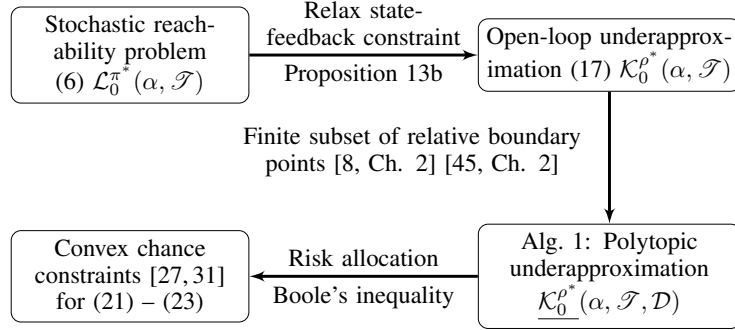 Stochastic reach-
ability problem
(6) $\mathcal{L}_0^{\pi^*}(\alpha, \mathscr{T})$
Relax state-
feedback constraint
Proposition 13b
Open-loop underapprox-
imation (17) $\mathcal{K}_0^{\rho^*}(\alpha, \mathscr{T})$
Finite subset of relative boundary
points [8, Ch. 2] [45, Ch. 2]
Convex chance
constraints [27, 31]
for (21) – (23)
Risk allocation
Boole's inequality
Alg. 1: Polytopic
underapproximation
$\underline{\mathcal{K}_0^{\rho^*}}(\alpha, \mathscr{T}, \mathcal{D})$